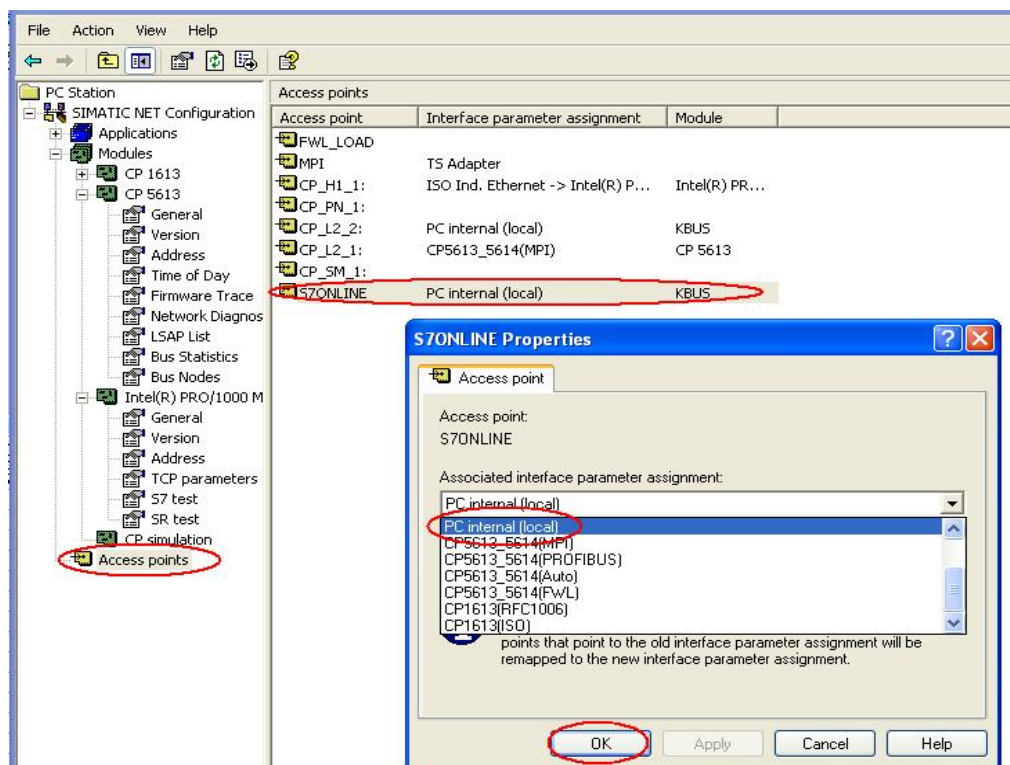 File Action View Help
PC Station
SIMATIC NET Configuration
Applications
Modules
CP 1613
CP 5613
General
Version
Address
Time of Day
Firmware Trace
Network Diagnos
LSAP List
Bus Statistics
Bus Nodes
Intel(R) PRO/1000 M
General
Version
Address
TCP parameters
S7 test
SR test
CP simulation
Access points
Access points
Access point Interface parameter assignment Module
FWL_LOAD
MPI TS Adapter
CP_H1_1: ISO Ind. Ethernet -> Intel(R) P... Intel(R) PR...
CP_PN_1:
CP_L2_2: PC internal (local) KBUS
CP_L2_1: CP5613_5614(MPI) CP 5613
CP_SM_1:
S7ONLINE PC internal (local) KBUS
S7ONLINE Properties
Access point
Access point:
S7ONLINE
Associated interface parameter assignment:
PC internal (local)
PC internal (local)
CP5613_5614(MPI)
CP5613_5614(PROFIBUS)
CP5613_5614(Auto)
CP5613_5614(FWL)
CP1613(RFC1006)
CP1613(ISO)
points that point to the old interface parameter assignment will be
remapped to the new interface parameter assignment.
OK Apply Cancel Help